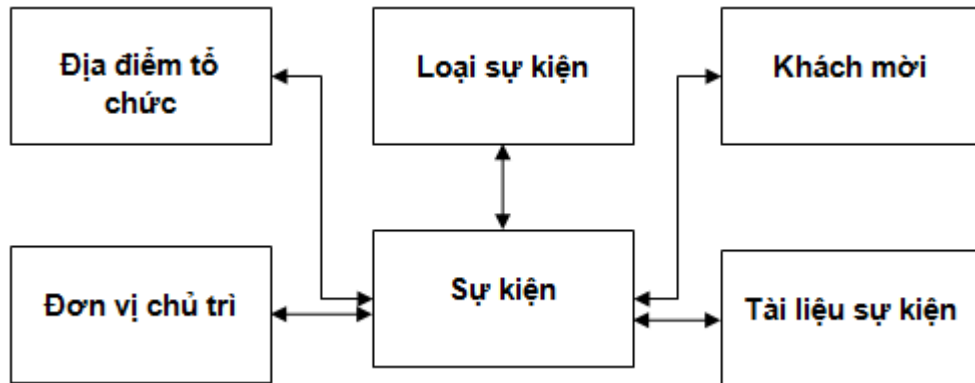 Địa điểm tổ
chức
Loại sự kiện
Khách mời
Đơn vị chủ trì
Sự kiện
Tài liệu sự kiện